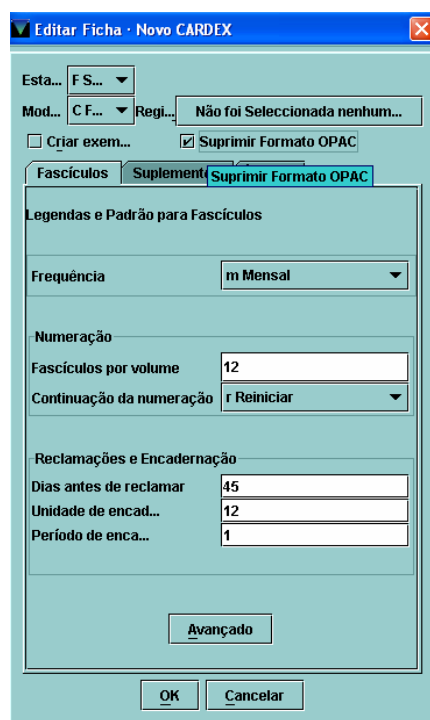 Editar Ficha · Novo CARDEX
Esta... F S...
Mod... C F... Regi... Não foi Seleccionada nenhum...
Criar exem... Suprimir Formato OPAC
Fascículos Suplement
Suprimir Formato OPAC
Legendas e Padrão para Fascículos
Frequência m Mensal
Numeração
Fascículos por volume 12
Continuação da numeração r Reiniciar
Reclamações e Encadernação
Dias antes de reclamar 45
Unidade de encad... 12
Período de enca... 1
Avançado
OK Cancelar